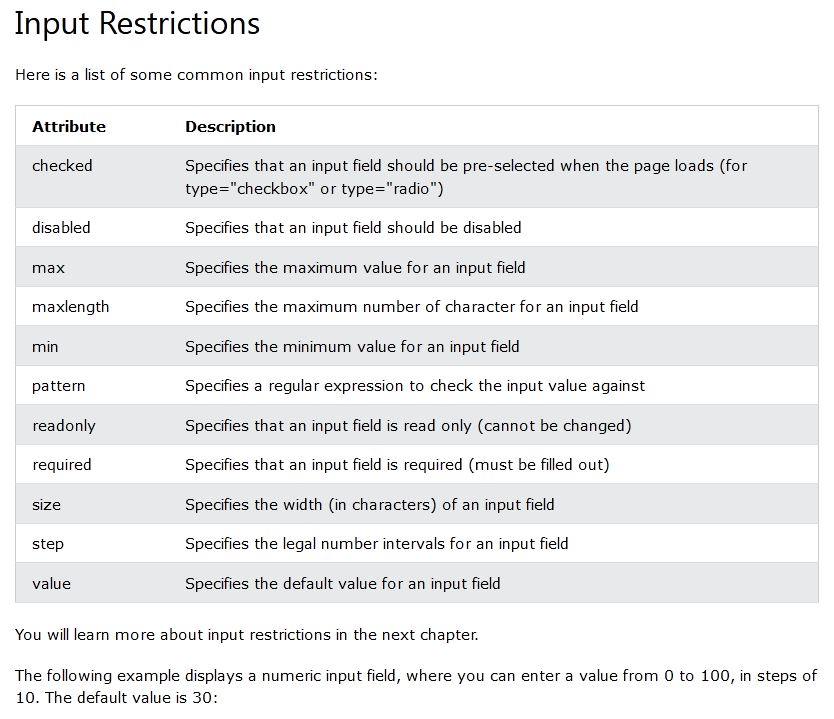 Input Restrictions
Here is a list of some common input restrictions:
Attribute Description
checked Specifies that an input field should be pre-selected when the page loads (for
type="checkbox" or type="radio")
disabled Specifies that an input field should be disabled
max Specifies the maximum value for an input field
maxlength Specifies the maximum number of character for an input field
min Specifies the minimum value for an input field
pattern Specifies a regular expression to check the input value against
readonly Specifies that an input field is read only (cannot be changed)
required Specifies that an input field is required (must be filled out)
size Specifies the width (in characters) of an input field
step Specifies the legal number intervals for an input field
value Specifies the default value for an input field
You will learn more about input restrictions in the next chapter.
The following example displays a numeric input field, where you can enter a value from 0 to 100, in steps of
10. The default value is 30: